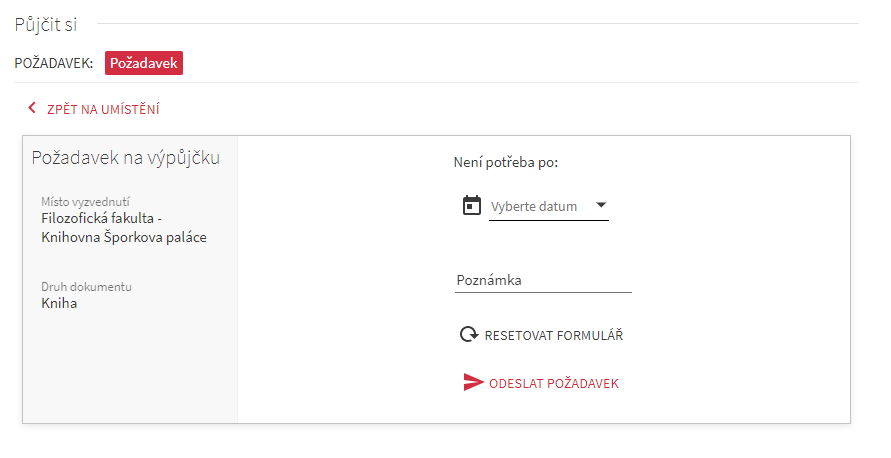 Půjčit si
POŽADAVEK: Požadavek
ZPĚT NA UMÍSTĚNÍ
Požadavek na výpůjčku
Místo vyzvednutí
Filozofická fakulta -
Knihovna Šporkova paláce
Druh dokumentu
Kniha
Není potřeba po:
Vyberte datum
Poznámka
RESETOVAT FORMULÁŘ
ODESLAT POŽADAVEK